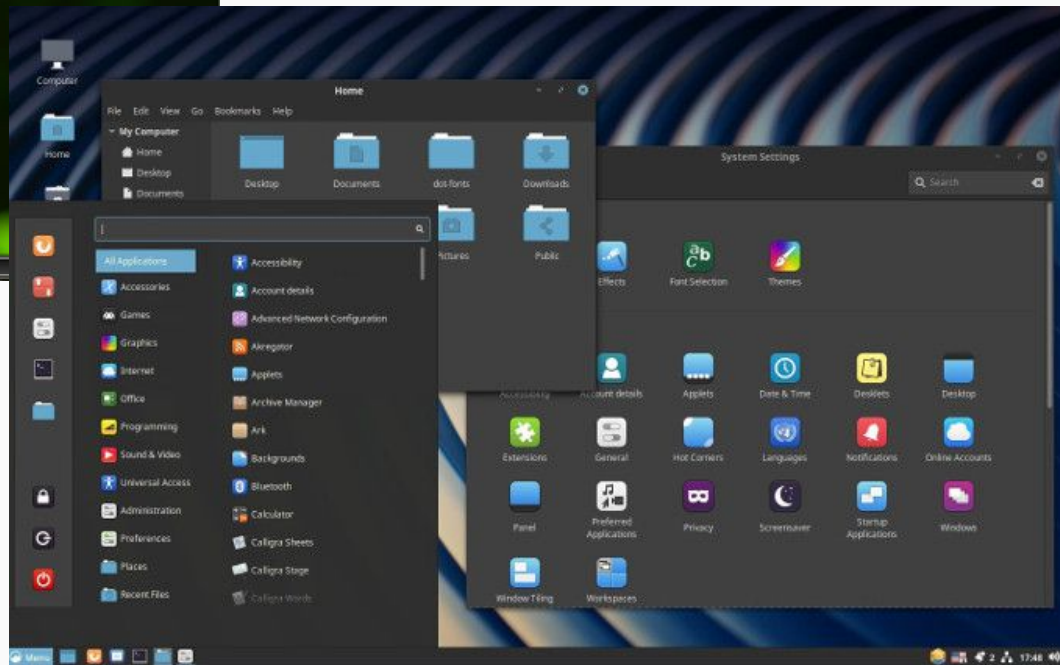 Computer
Home
Home
File Edit View Go Bookmarks Help
My Computer
Home
Desktop
Documents
Desktop
Documents
dot-fonts
Downloads
Pictures
Public
System Settings
Search
Effects
Font Selection
Themes
Accessibility
Account details
Applets
Date & Time
Desklets
Desktop
Extensions
General
Hot Corners
Languages
Notifications
Online Accounts
Panel
Preferred
Applications
Privacy
Screensaver
Startup
Applications
Windows
Window Tiling
Workspaces
All Applications
Accessories
Games
Graphics
Internet
Office
Programming
Sound & Video
Universal Access
Administration
Preferences
Places
Recent Files
Accessibility
Account details
Advanced Network Configuration
Akregator
Applets
Archive Manager
Ark
Backgrounds
Bluetooth
Calculator
Calligra Sheets
Calligra Stage
Calligra Words
Menu
2
17:48